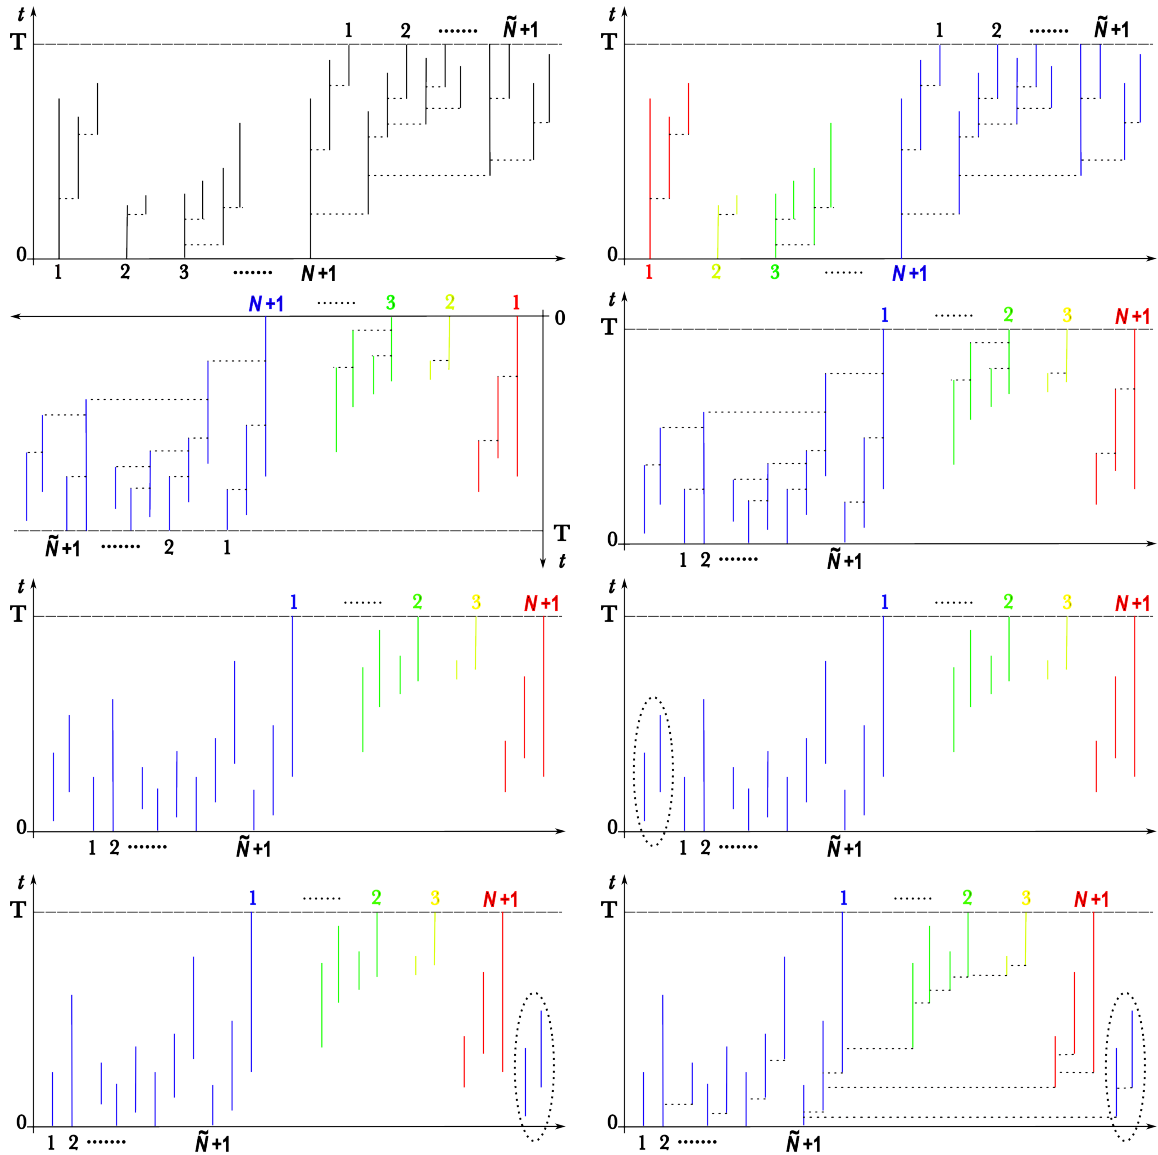 t
T
1 2 ........ Ñ+1
0
1 2 3 ........ N+1
t
T
1 2 ........ Ñ+1
0
1 2 3 ........ N+1
N+1 ........ 3 2 1
0
Ñ+1 ........ 2 1
T
t
t
T
1 ........ 2 3 N+1
0
1 2 ........ Ñ+1
t
T
1 ........ 2 3 N+1
0
1 2 ........ Ñ+1
t
T
1 ........ 2 3 N+1
0
1 2 ........ Ñ+1
t
T
1 ........ 2 3 N+1
0
1 2 ........ Ñ+1
t
T
1 ........ 2 3 N+1
0
1 2 ........ Ñ+1